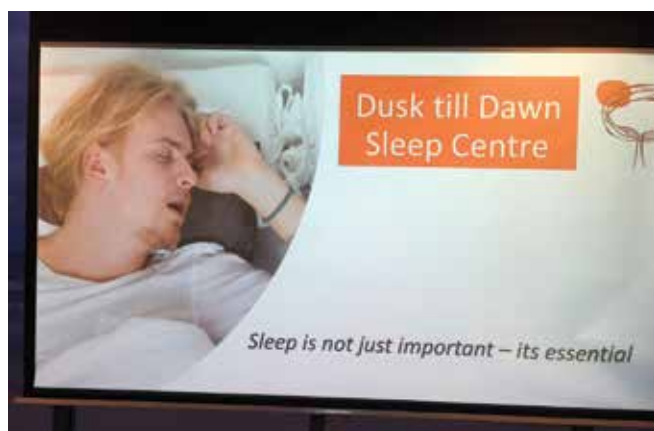 Dusk till Dawn
Sleep Centre
Sleep is not just important – its essential